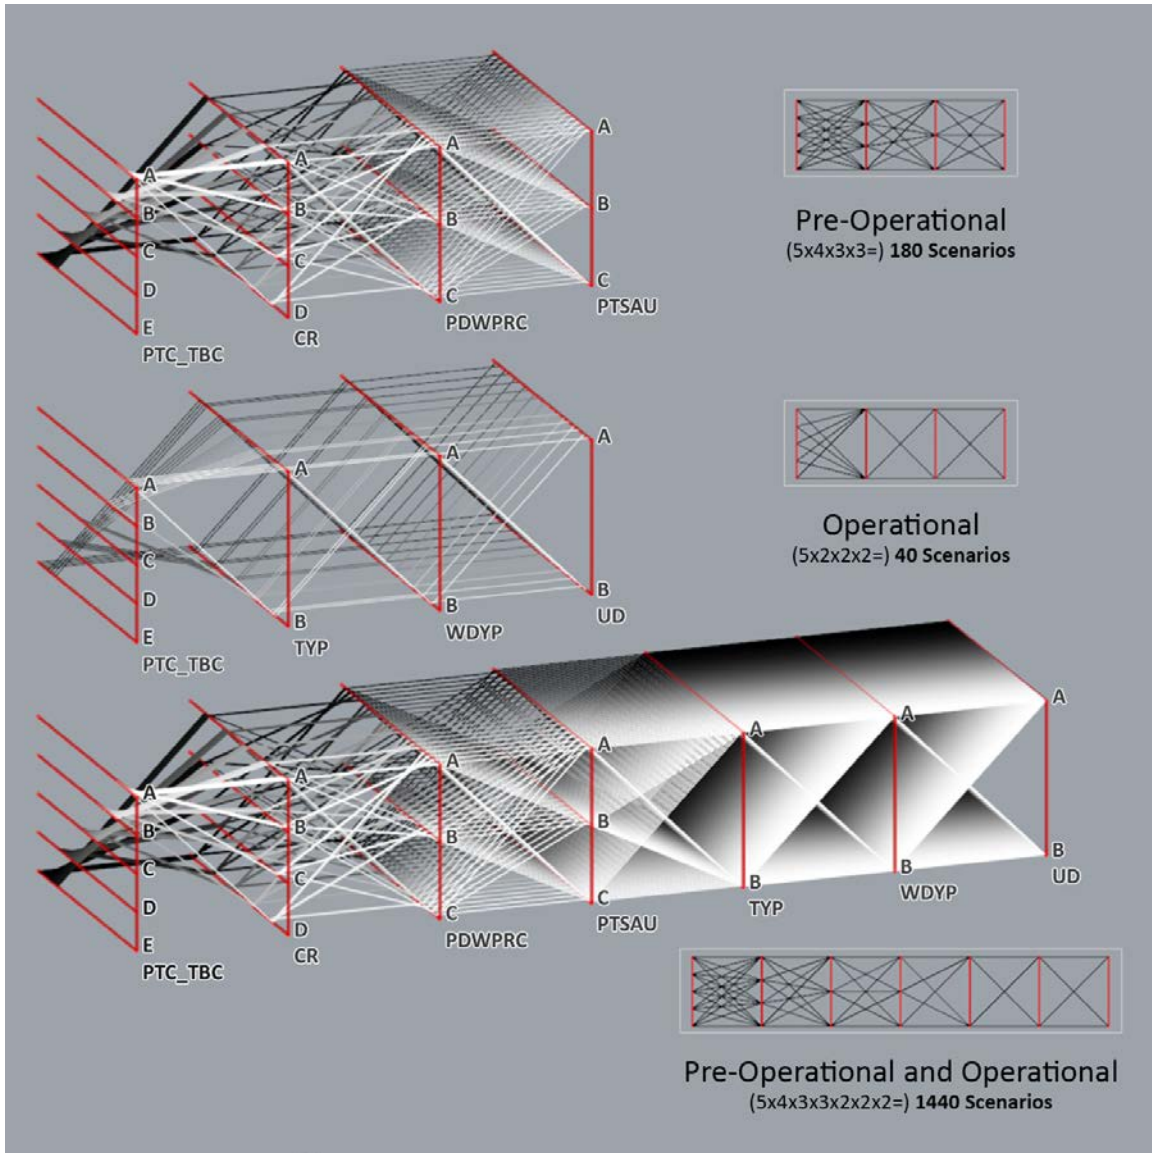 A
B
C
D
E
PTC_TBC
A
B
C
D
CR
A
B
C
PDWPRC
A
B
C
PTSAU
Pre-Operational
(5x4x3x3=) 180 Scenarios
A
B
C
D
E
PTC_TBC
A
B
TYP
A
B
WDYP
A
B
UD
Operational
(5x2x2x2=) 40 Scenarios
A
B
C
D
E
PTC_TBC
A
B
C
D
CR
A
B
C
PDWPRC
A
B
C
PTSAU
A
B
TYP
A
B
WDYP
A
B
UD
Pre-Operational and Operational
(5x4x3x3x2x2x2=) 1440 Scenarios